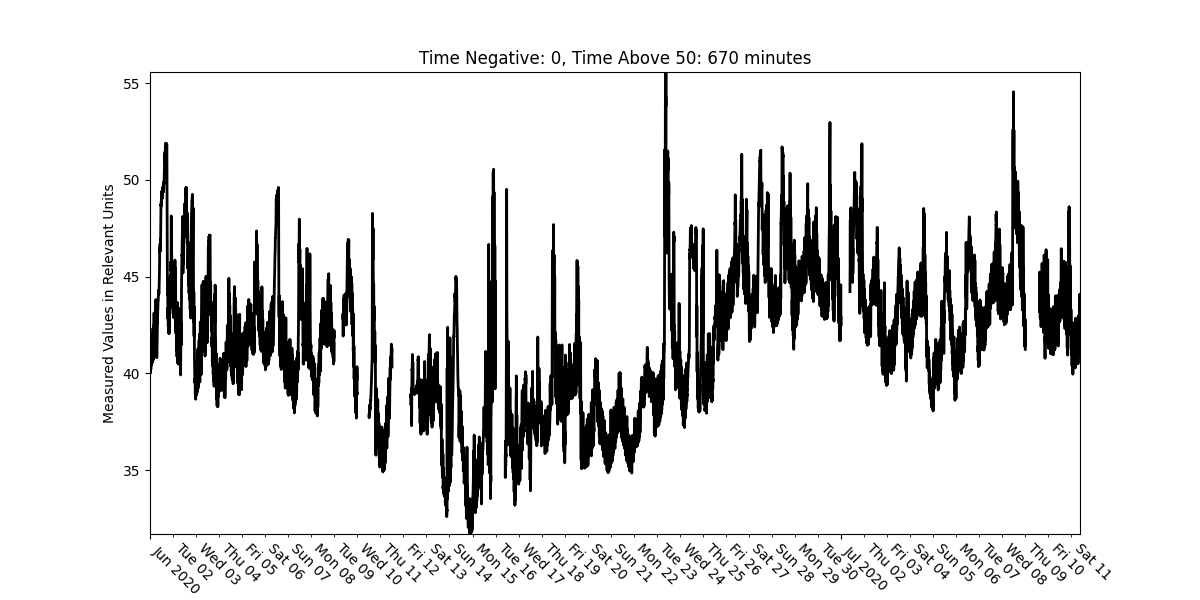 Time Negative: 0, Time Above 50: 670 minutes
Measured Values in Relevant Units
55
50
45
40
35
Jun 2020
Tue 02
Wed 03
Thu 04
Fri 05
Sat 06
Sun 07
Mon 08
Tue 09
Wed 10
Thu 11
Fri 12
Sat 13
Sun 14
Mon 15
Tue 16
Wed 17
Thu 18
Fri 19
Sat 20
Sun 21
Mon 22
Tue 23
Wed 24
Thu 25
Fri 26
Sat 27
Sun 28
Mon 29
Tue 30
Jul 2020
Thu 02
Fri 03
Sat 04
Sun 05
Mon 06
Tue 07
Wed 08
Thu 09
Fri 10
Sat 11